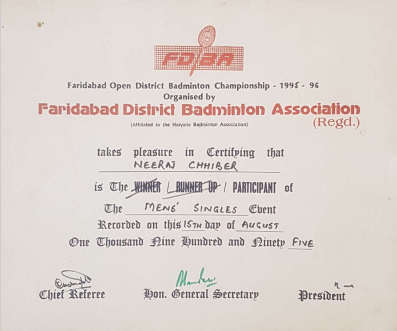 FDBA
Faridabad Open District Badminton Championship - 1995 - 96
Organised by
Faridabad District Badminton Association
(Regd.)
(Affiliated to the Haryana Badminton Association)
takes pleasure in Certifying that
NEERAJ CHHIBER
is The WINNER / RUNNER UP / PARTICIPANT of
The MENS' SINGLES Event
Recorded on this 15TH day of AUGUST
One Thousand Nine Hundred and Ninety FIVE
Chief Referee Hon. General Secretary President